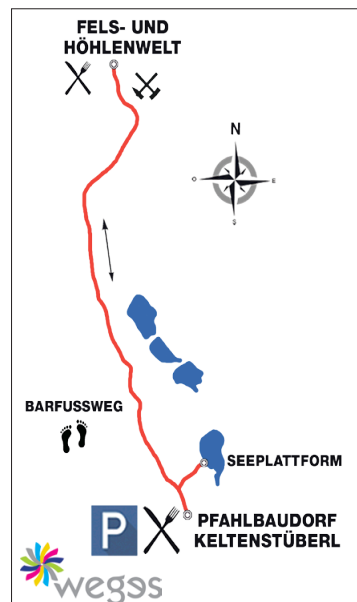 FELS- UND
HÖHLENWELT
N
O
E
S
BARFUSSWEG
SEEPLATTFORM
P
PFAHLBAUDORF
KELTENSTÜBERL
weges